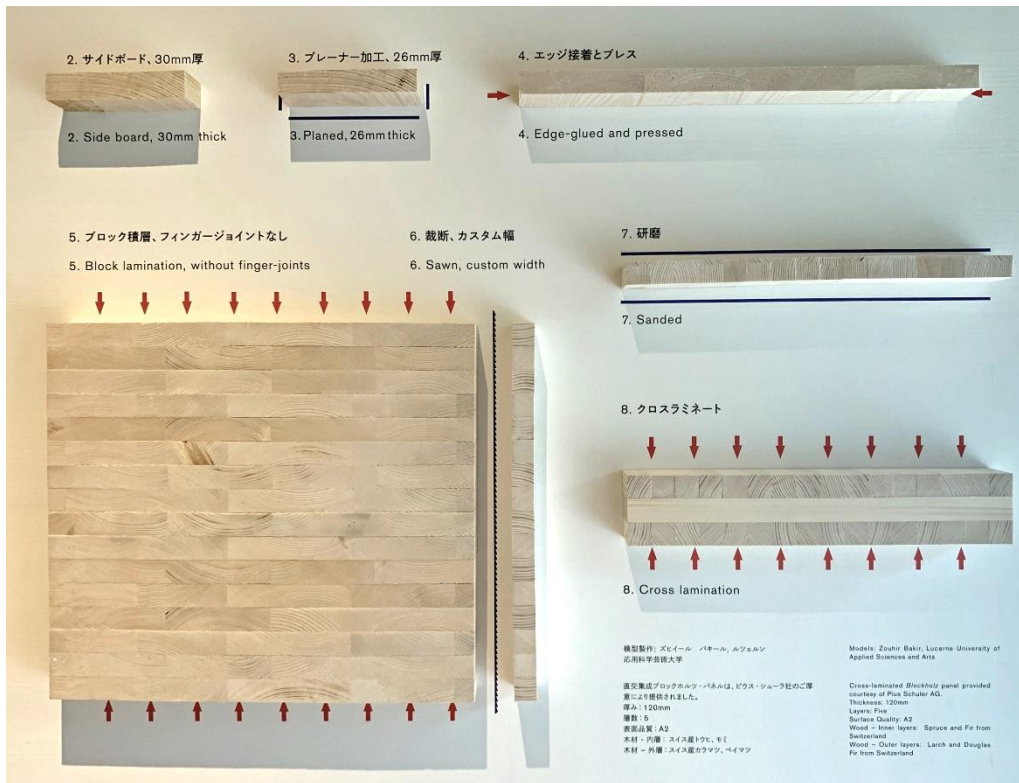 2. サイドボード、30mm厚
2. Side board, 30mm thick
3. プレーナー加工、26mm厚
3. Planed, 26mm thick
4. エッジ接着とプレス
4. Edge-glued and pressed
5. ブロック積層、フィンガージョイントなし
5. Block lamination, without finger-joints
6. 裁断、カスタム幅
6. Sawn, custom width
7. 研磨
7. Sanded
8. クロスラミネート
8. Cross lamination
模型製作: ズヒイール バキール, ルツェルン
応用科学芸術大学
直交集成ブロックホルツ・パネルは、ピウス・シューラ社のご厚
意により提供されました。
厚み：120mm
層数：5
表面品質：A2
木材 - 内層：スイス産トウヒ、モミ
木材 – 外層：スイス産カラマツ、ベイマツ
Models: Zouhir Bakir, Lucerne University of
Applied Sciences and Arts
Cross-laminated Blockholz panel provided
courtesy of Pius Schuler AG.
Thickness: 120mm
Layers: Five
Surface Quality: A2
Wood – Inner layers: Spruce and Fir from
Switzerland
Wood – Outer layers: Larch and Douglas
Fir from Switzerland